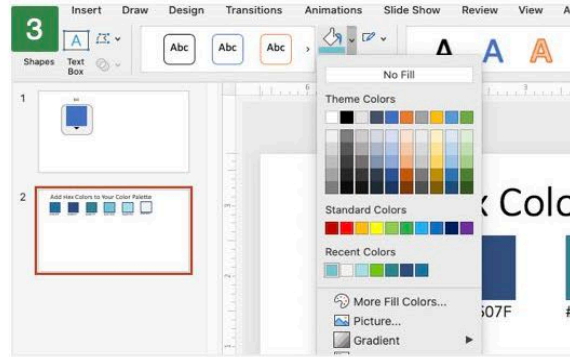 3
Insert Draw Design Transitions Animations Slide Show Review View A
Shapes Text Box
Abc Abc Abc
A A A
No Fill
Theme Colors
Standard Colors
Recent Colors
More Fill Colors...
Picture...
Gradient
1
2
Add Hex Colors to Your Color Palette
x Colo
607F
#